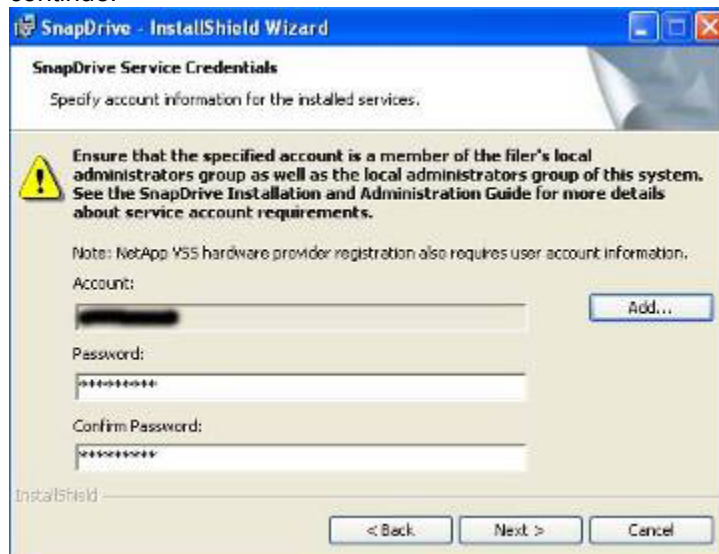 continue.
SnapDrive - InstallShield Wizard
SnapDrive Service Credentials
Specify account information for the installed services.
Ensure that the specified account is a member of the filer's local
administrators group as well as the local administrators group of this system.
See the SnapDrive Installation and Administration Guide for more details
about service account requirements.
Note: NetApp VSS hardware provider registration also requires user account information.
Account:
Add...
Password:
*********
Confirm Password:
*********
InstallShield
< Back
Next >
Cancel